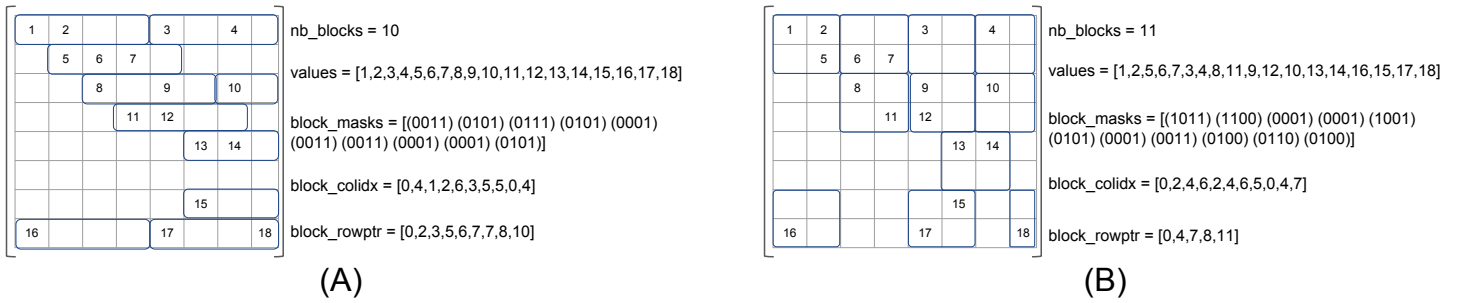 1 2 3 4
5 6 7
8 9 10
11 12
13 14
15
16 17 18
nb_blocks = 10
values = [1,2,3,4,5,6,7,8,9,10,11,12,13,14,15,16,17,18]
block_masks = [(0011) (0101) (0111) (0101) (0001)
(0011) (0011) (0001) (0001) (0101)]
block_colidx = [0,4,1,2,6,3,5,5,0,4]
block_rowptr = [0,2,3,5,6,7,7,8,10]
(A)
1 2 3 4
5 6 7
8 9 10
11 12
13 14
15
16 17 18
nb_blocks = 11
values = [1,2,5,6,7,3,4,8,11,9,12,10,13,14,16,15,17,18]
block_masks = [(1011) (1100) (0001) (0001) (1001)
(0101) (0001) (0011) (0100) (0110) (0100)]
block_colidx = [0,2,4,6,2,4,6,5,0,4,7]
block_rowptr = [0,4,7,8,11]
(B)